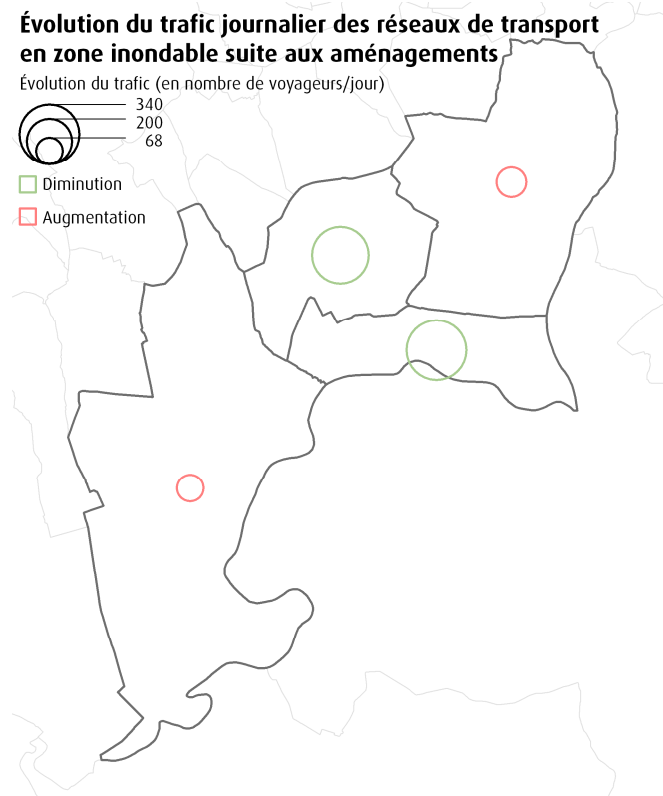 Évolution du trafic journalier des réseaux de transport
en zone inondable suite aux aménagements
Évolution du trafic (en nombre de voyageurs/jour)
340
200
68
Diminution
Augmentation